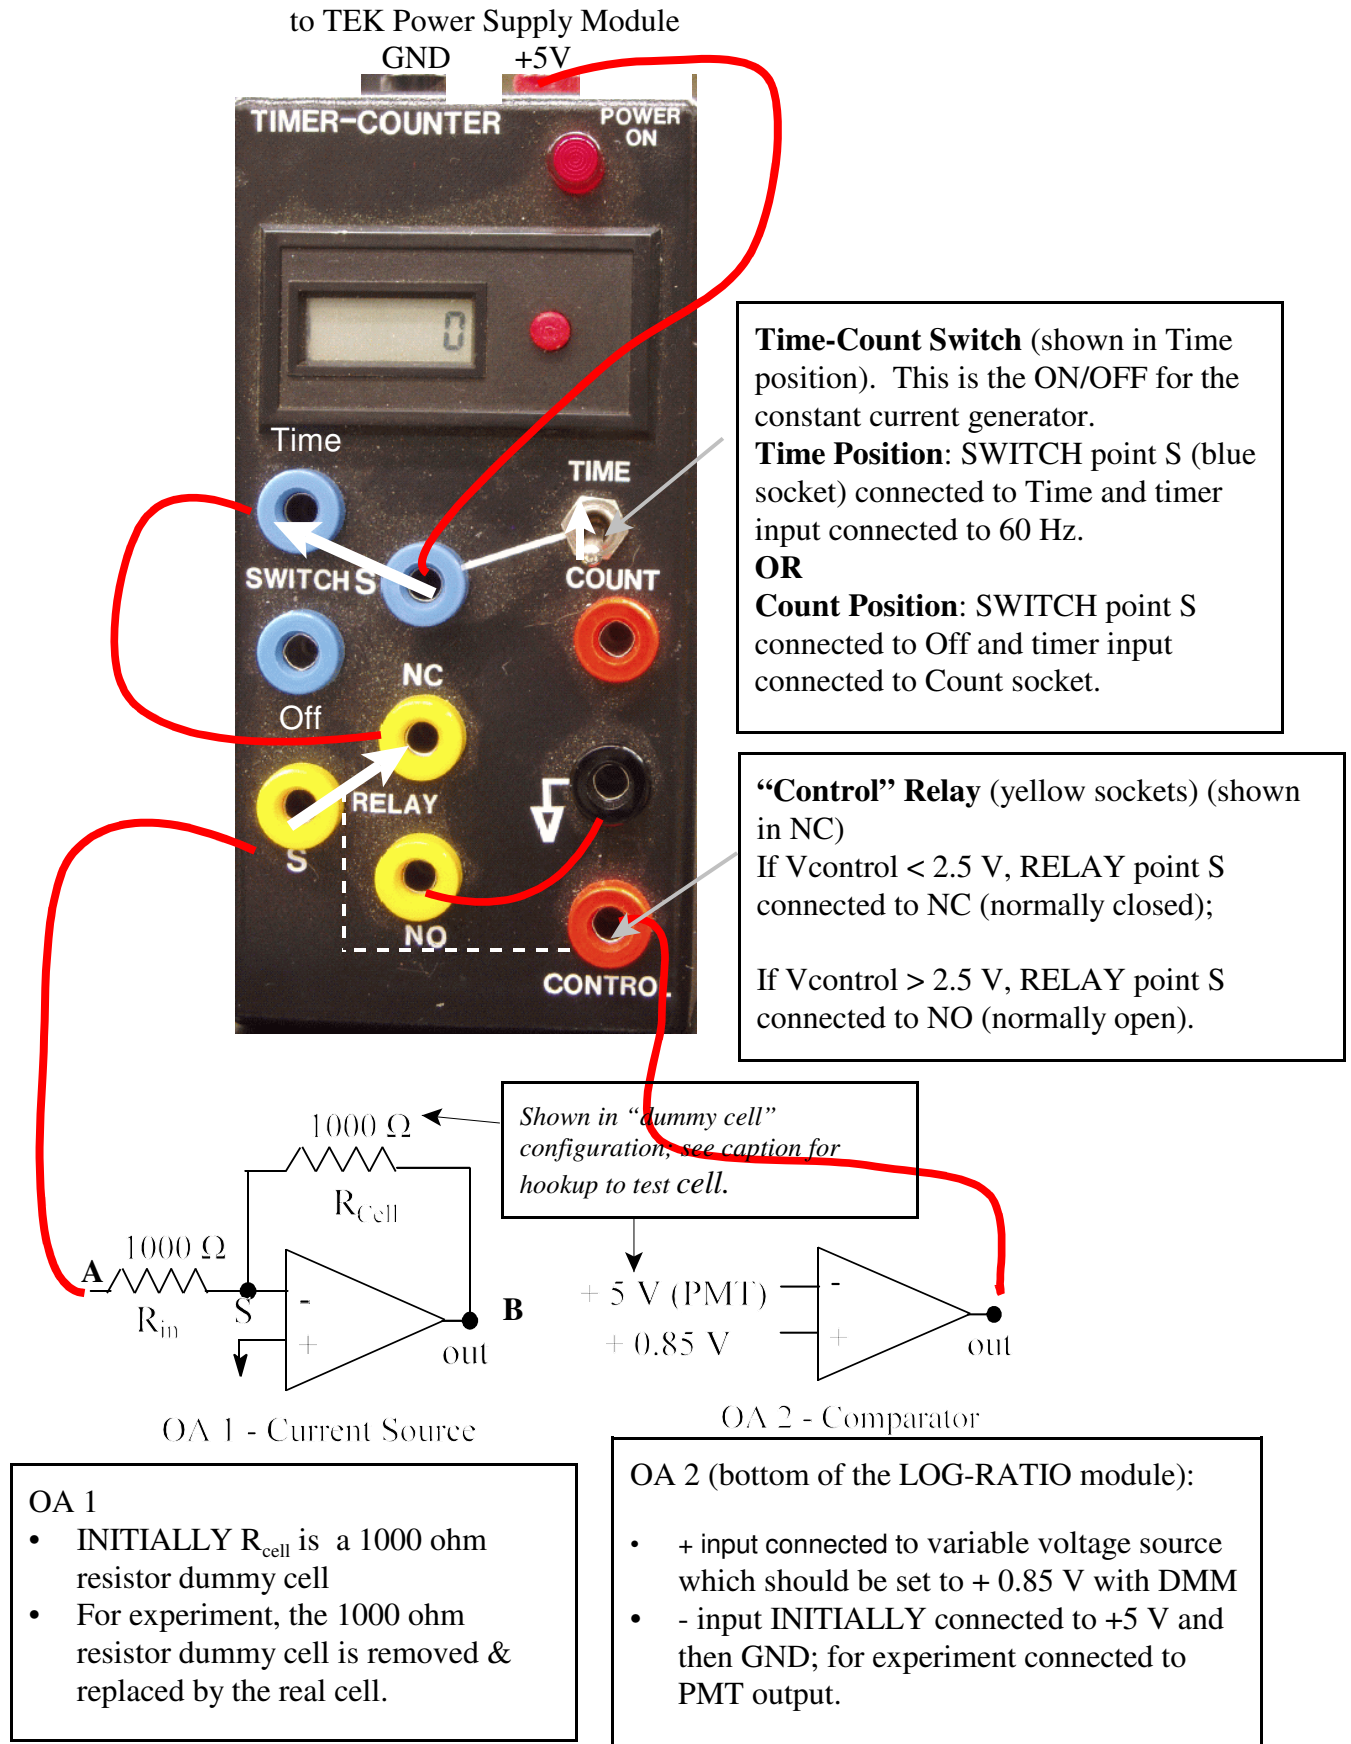 to TEK Power Supply Module
GND +5V
TIMER-COUNTER
POWER
ON
0
Time
TIME
SWITCH S
COUNT
NC
Off
RELAY
S
NO
CONTROL
Time-Count Switch (shown in Time
position). This is the ON/OFF for the
constant current generator.
Time Position: SWITCH point S (blue
socket) connected to Time and timer
input connected to 60 Hz.
OR
Count Position: SWITCH point S
connected to Off and timer input
connected to Count socket.
“Control” Relay (yellow sockets) (shown
in NC)
If Vcontrol < 2.5 V, RELAY point S
connected to NC (normally closed);
If Vcontrol > 2.5 V, RELAY point S
connected to NO (normally open).
Shown in “dummy cell”
configuration; see caption for
hookup to test cell.
1000 Ω
RCell
1000 Ω
A
Rin
S
-
+
out
B
OA 1 - Current Source
+ 5 V (PMT)
+ 0.85 V
-
+
out
OA 2 - Comparator
OA 1
• INITIALLY Rcell is a 1000 ohm
resistor dummy cell
• For experiment, the 1000 ohm
resistor dummy cell is removed &
replaced by the real cell.
OA 2 (bottom of the LOG-RATIO module):
• + input connected to variable voltage source
which should be set to + 0.85 V with DMM
• - input INITIALLY connected to +5 V and
then GND; for experiment connected to
PMT output.